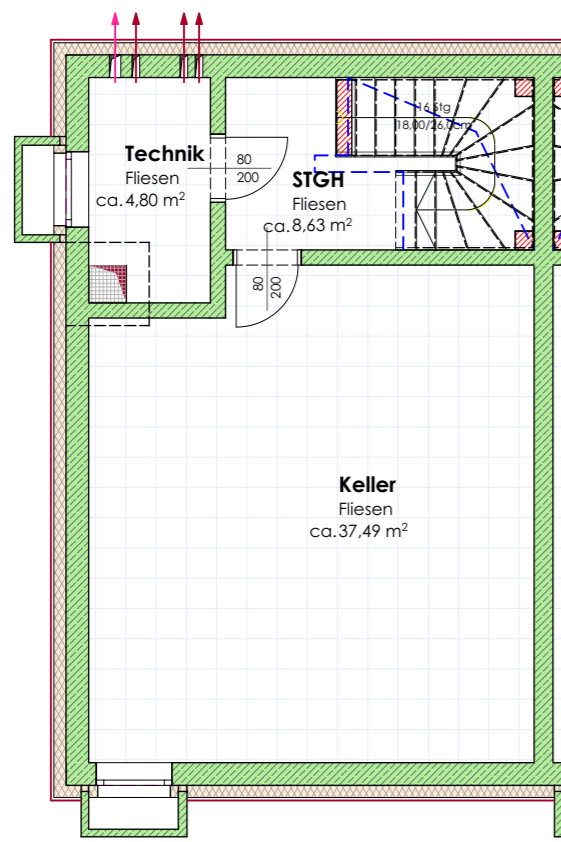 16 Stg
18,00/26,0cm
Technik
Fliesen
ca. 4,80 m²
80
200
STGH
Fliesen
ca. 8,63 m²
80
200
Keller
Fliesen
ca. 37,49 m²